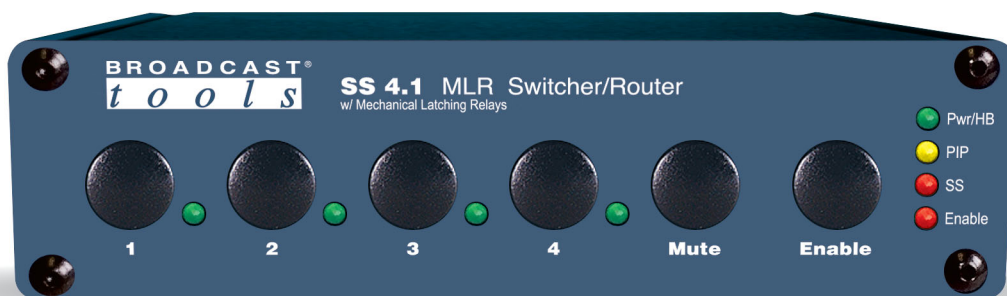 BROADCAST®
tools
SS 4.1 MLR Switcher/Router
w/ Mechanical Latching Relays
Pwr/HB
PIP
SS
Enable
1 2 3 4 Mute Enable